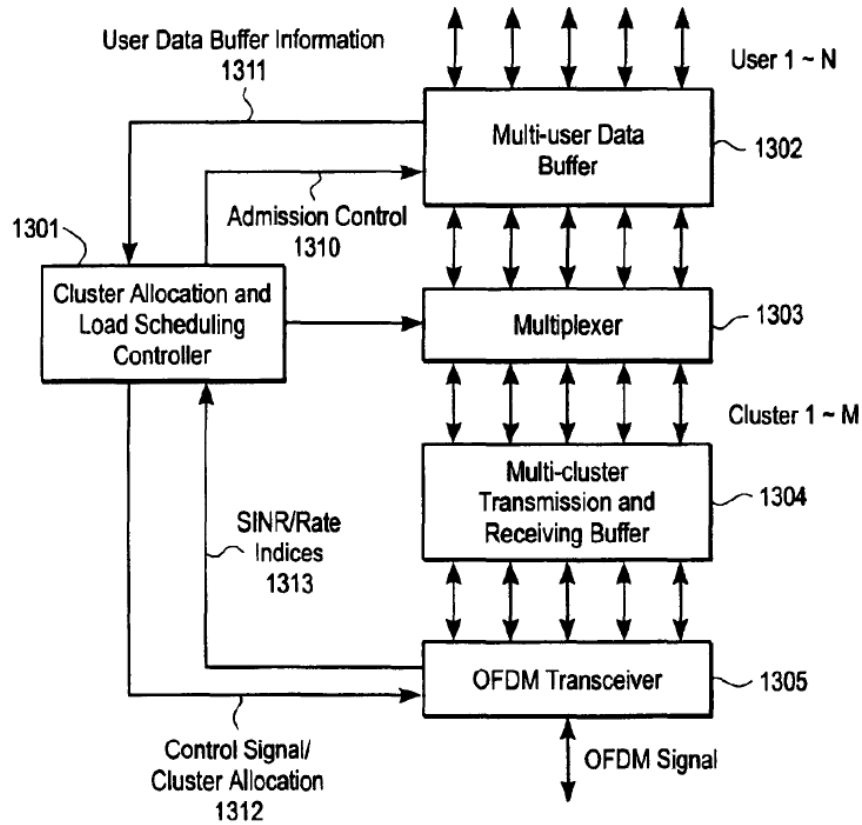 User Data Buffer Information
1311
User 1 ~ N
Multi-user Data
Buffer
1302
Admission Control
1310
1301
Cluster Allocation and
Load Scheduling
Controller
Multiplexer
1303
Cluster 1 ~ M
Multi-cluster
Transmission and
Receiving Buffer
1304
SINR/Rate
Indices
1313
OFDM Transceiver
1305
Control Signal/
Cluster Allocation
1312
OFDM Signal